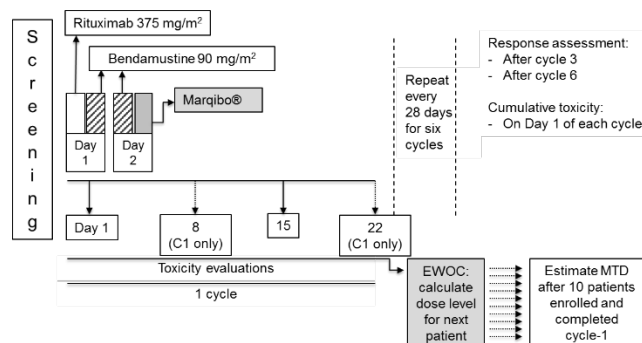 Screening
Rituximab 375 mg/m²
Bendamustine 90 mg/m²
Marqibo®
Day
1
Day
2
Day 1
8
(C1 only)
15
22
(C1 only)
Toxicity evaluations
1 cycle
Repeat
every
28 days for
six
cycles
Response assessment:
- After cycle 3
- After cycle 6
Cumulative toxicity:
- On Day 1 of each cycle
EWOC:
calculate
dose level
for next
patient
Estimate MTD
after 10 patients
enrolled and
completed
cycle-1